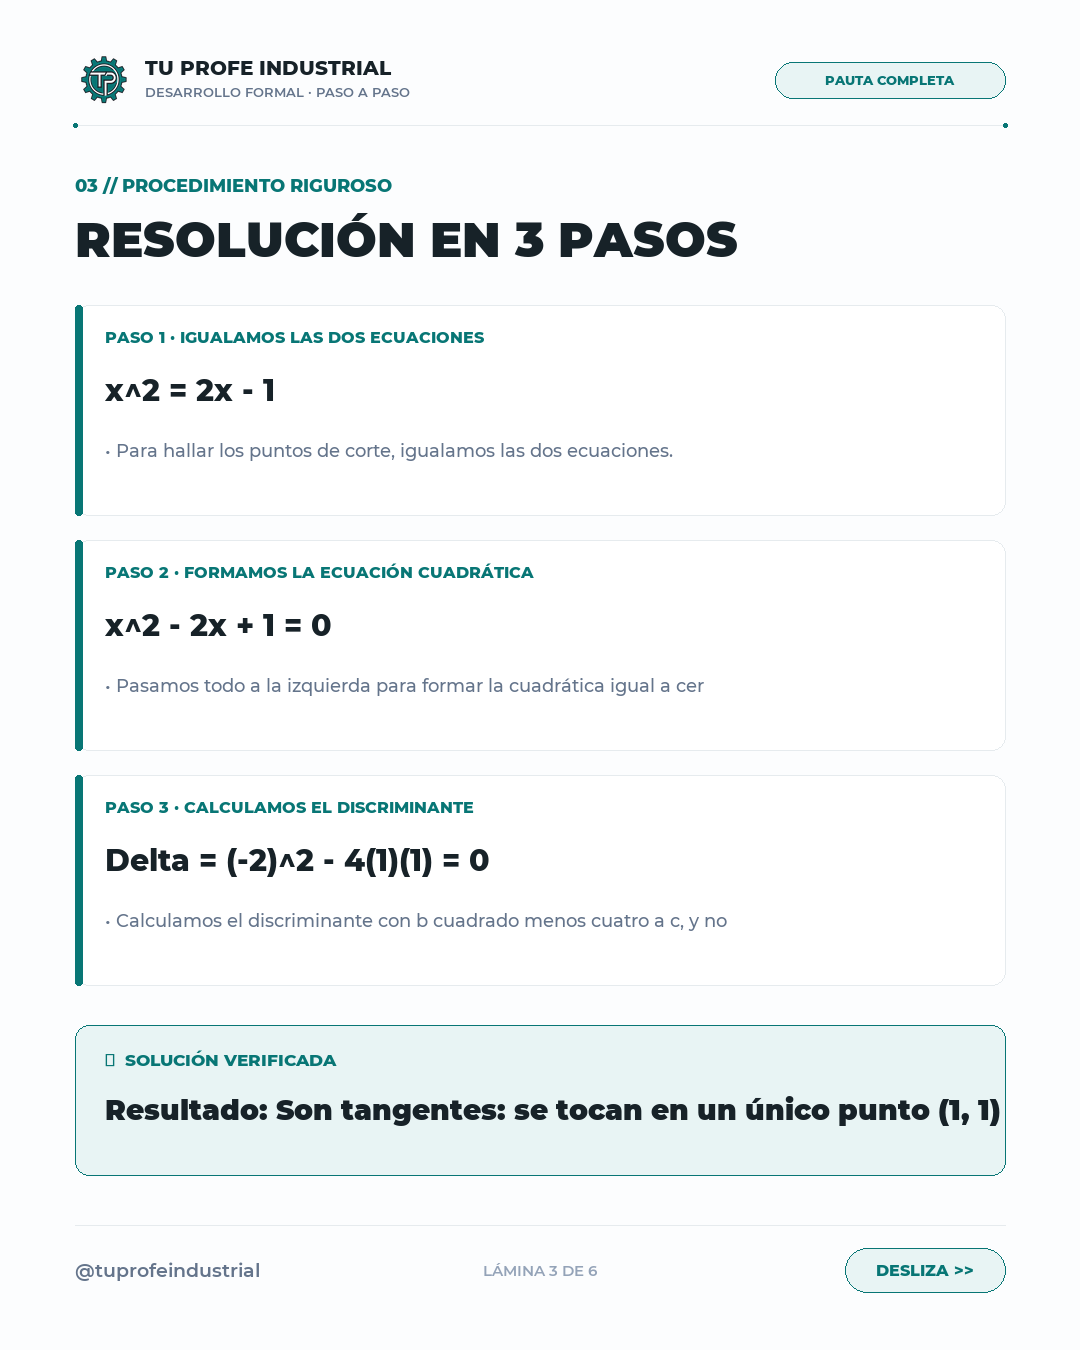 TP
TU PROFE INDUSTRIAL
DESARROLLO FORMAL · PASO A PASO
PAUTA COMPLETA
03 // PROCEDIMIENTO RIGUROSO
RESOLUCIÓN EN 3 PASOS
PASO 1 · IGUALAMOS LAS DOS ECUACIONES
x^2 = 2x - 1
· Para hallar los puntos de corte, igualamos las dos ecuaciones.
PASO 2 · FORMAMOS LA ECUACIÓN CUADRÁTICA
x^2 - 2x + 1 = 0
· Pasamos todo a la izquierda para formar la cuadrática igual a cer
PASO 3 · CALCULAMOS EL DISCRIMINANTE
Delta = (-2)^2 - 4(1)(1) = 0
· Calculamos el discriminante con b cuadrado menos cuatro a c, y no
SOLUCIÓN VERIFICADA
Resultado: Son tangentes: se tocan en un único punto (1, 1)
@tuprofeindustrial
LÁMINA 3 DE 6
DESLIZA >>